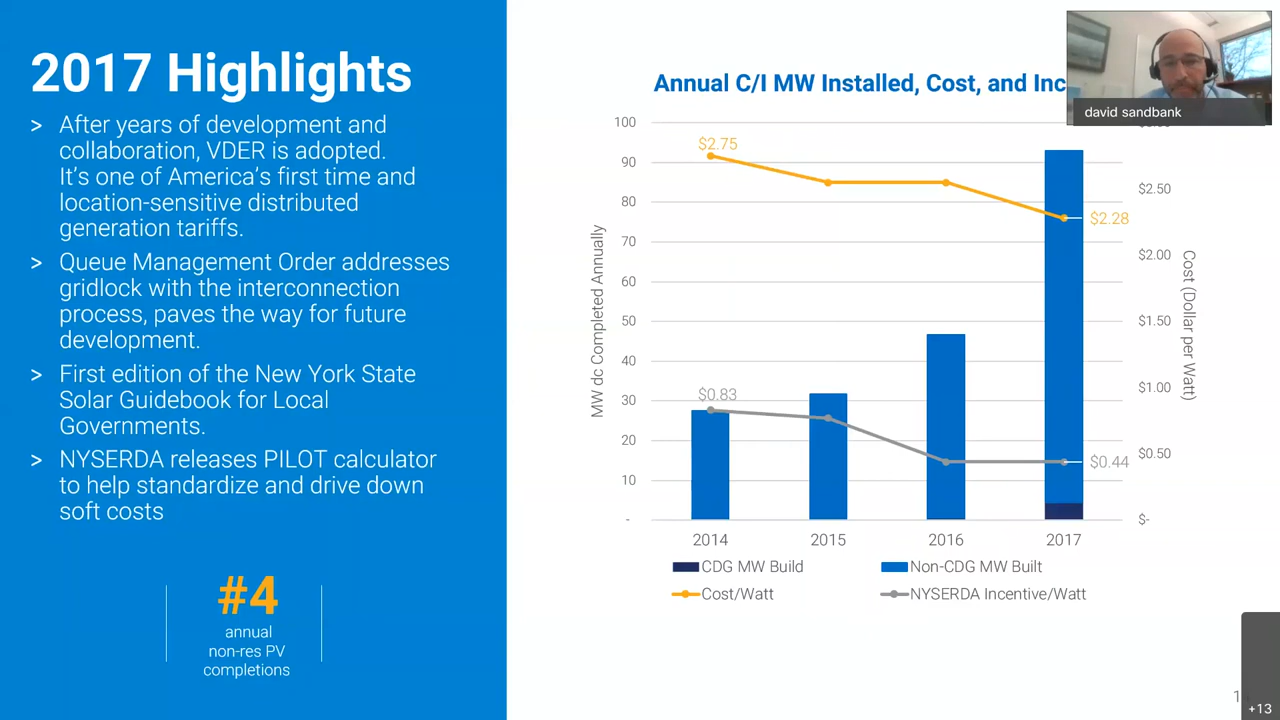 2017 Highlights
> After years of development and
collaboration, VDER is adopted.
It's one of America's first time and
location-sensitive distributed
generation tariffs.
> Queue Management Order addresses
gridlock with the interconnection
process, paves the way for future
development.
> First edition of the New York State
Solar Guidebook for Local
Governments.
> NYSERDA releases PILOT calculator
to help standardize and drive down
soft costs
#4
annual
non-res PV
completions
Annual C/I MW Installed, Cost, and Inc
david sandbank
MW dc Completed Annually
100
90
80
70
60
50
40
30
20
10
-
$2.75
$2.28
$0.83
$0.44
$2.50
$2.00
$1.50
$1.00
$0.50
$-
Cost (Dollar per Watt)
2014 2015 2016 2017
CDG MW Build Non-CDG MW Built
Cost/Watt NYSERDA Incentive/Watt
+13